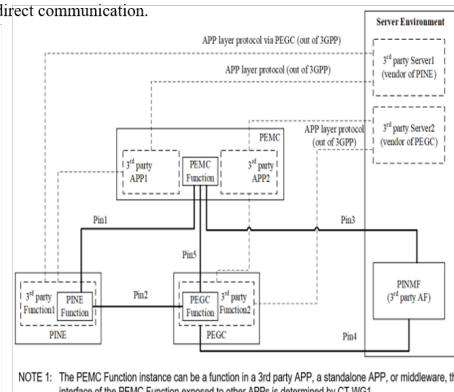 direct communication.
Server Environment
APP layer protocol via PEGC (out of 3GPP)
3rd party Server1
(vendor of PINE)
APP layer protocol (out of 3GPP)
3rd party Server2
(vendor of PEGC)
APP layer protocol
(out of 3GPP)
PEMC
3rd party
APP1
PEMC
Function
3rd party
APP2
Pin1
Pin3
Pin5
3rd party
Function1
PINE
Function
PINE
Pin2
PEGC
Function
3rd party
Function2
PEGC
PINMF
(3rd party AF)
Pin4
NOTE 1: The PEMC Function instance can be a function in a 3rd party APP, a standalone APP, or middleware, th
interface of the PEMC Function exposed to other APPs is determined by CT WG1